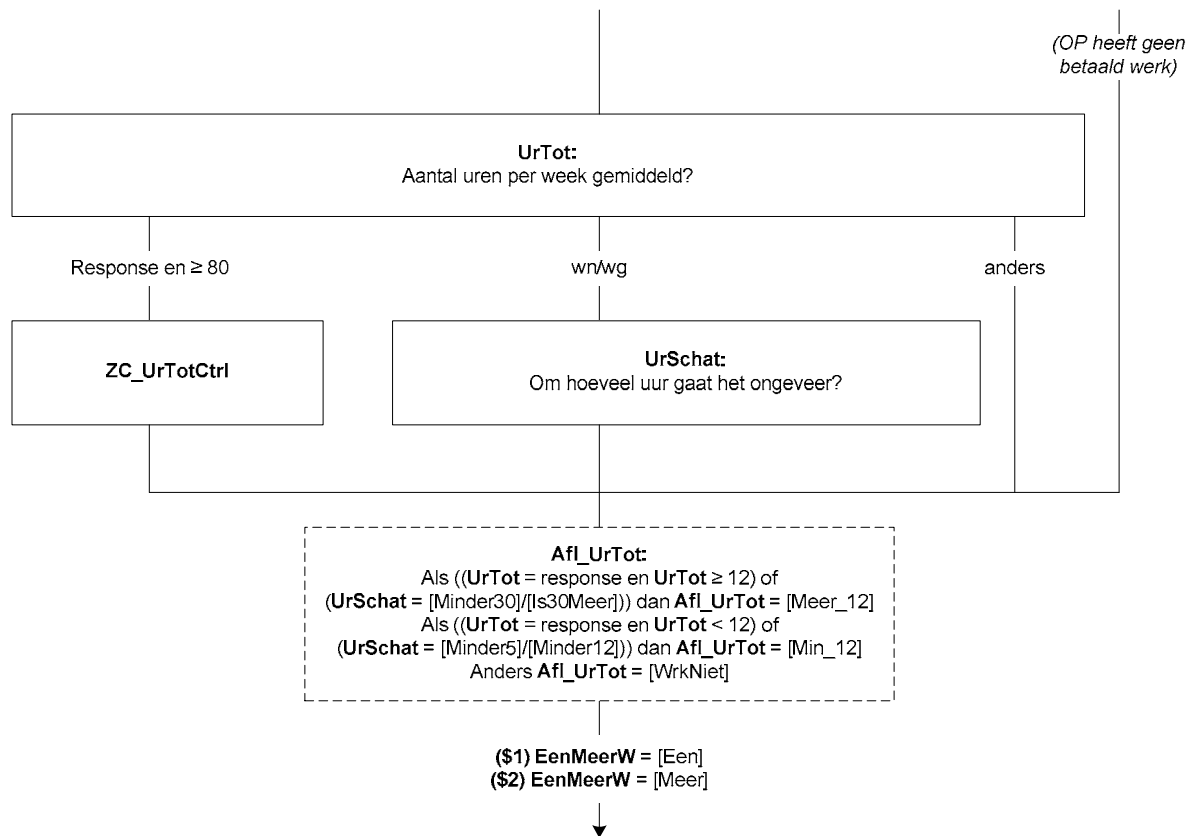 (OP heeft geen
betaald werk)
UrTot:
Aantal uren per week gemiddeld?
Response en ≥ 80
wn/wg
anders
ZC_UrTotCtrl
UrSchat:
Om hoeveel uur gaat het ongeveer?
Afl_UrTot:
Als ((UrTot = response en UrTot ≥ 12) of
(UrSchat = [Minder30]/[Is30Meer])) dan Afl_UrTot = [Meer_12]
Als ((UrTot = response en UrTot < 12) of
(UrSchat = [Minder5]/[Minder12])) dan Afl_UrTot = [Min_12]
Anders Afl_UrTot = [WrkNiet]
($1) EenMeerW = [Een]
($2) EenMeerW = [Meer]